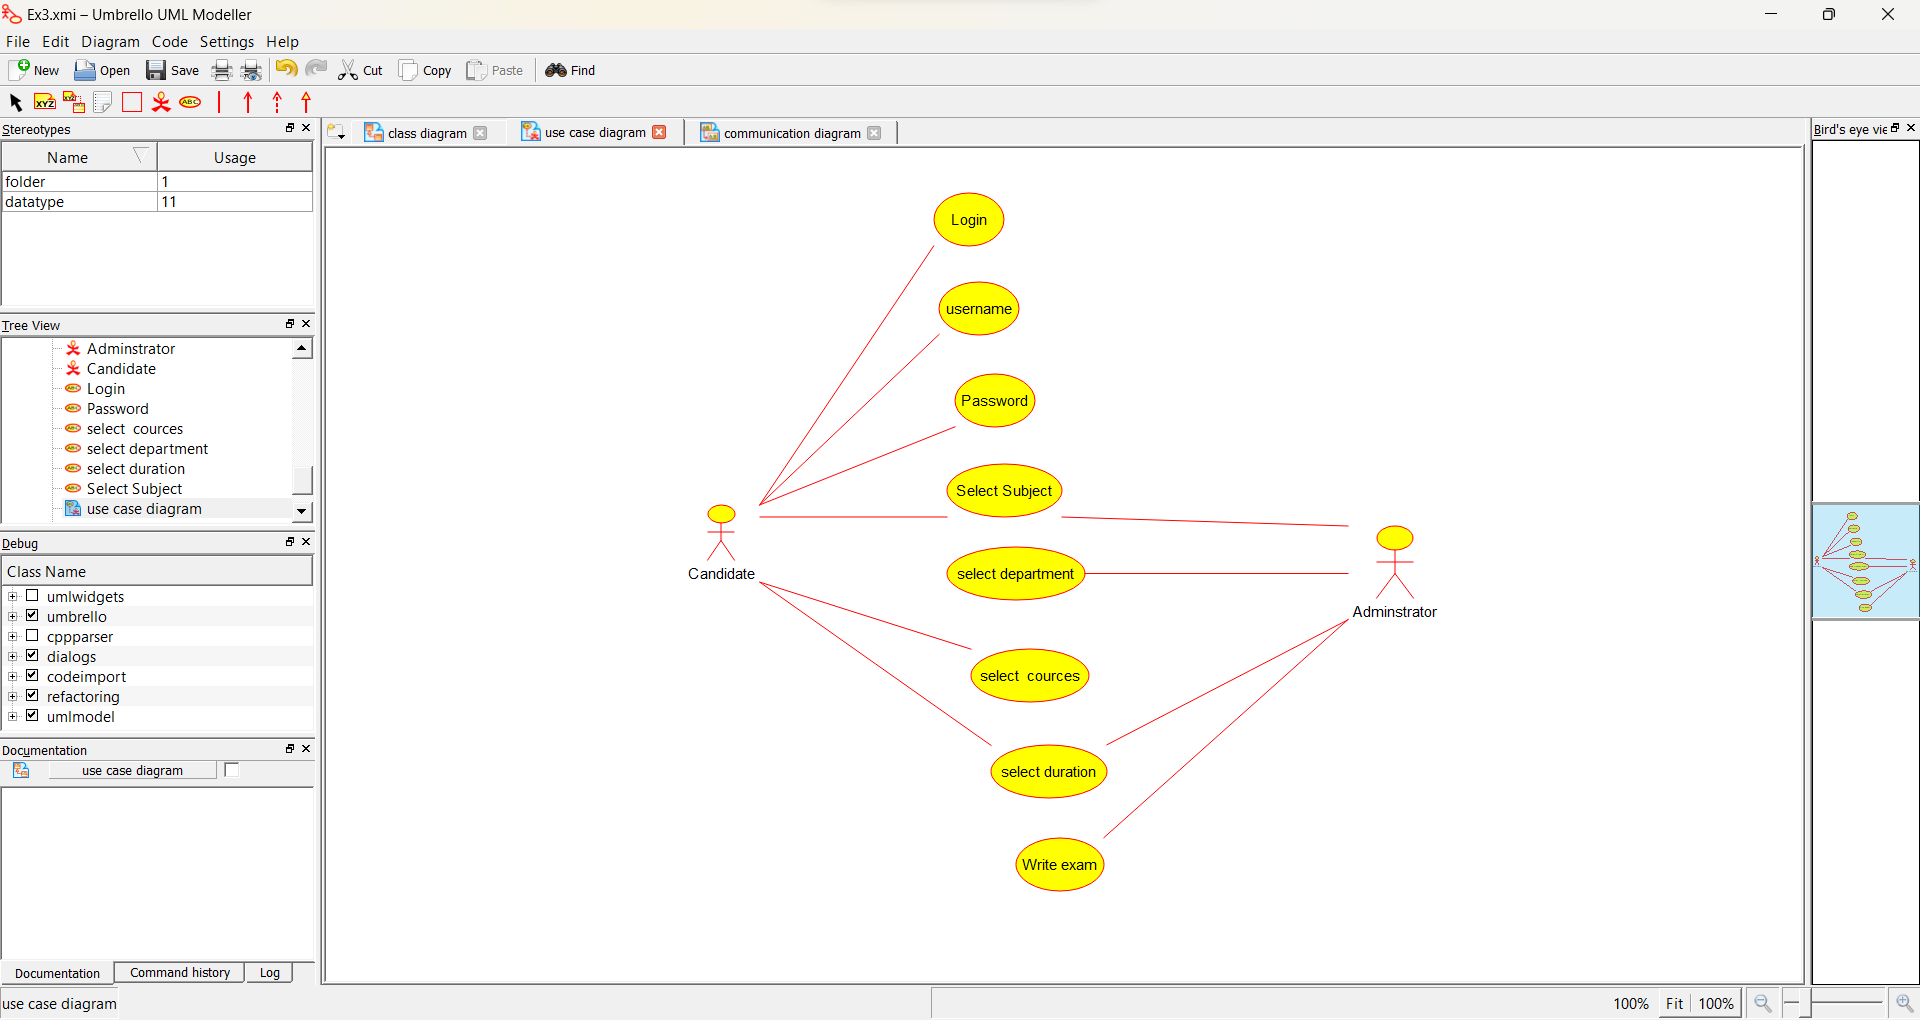 Ex3.xmi – Umbrello UML Modeller
File Edit Diagram Code Settings Help
New Open Save Cut Copy Paste Find
XYZ XYZ ABC
Stereotypes
Name Usage
folder 1
datatype 11
Tree View
Adminstrator
Candidate
Login
Password
select  cources
select department
select duration
Select Subject
use case diagram
Debug
Class Name
umlwidgets
umbrello
cppparser
dialogs
codeimport
refactoring
umlmodel
Documentation
use case diagram
Documentation Command history Log
use case diagram
class diagram use case diagram communication diagram
Login
username
Password
Select Subject
select department
select  cources
select duration
Write exam
Candidate
Adminstrator
Bird's eye vie
100% Fit 100%